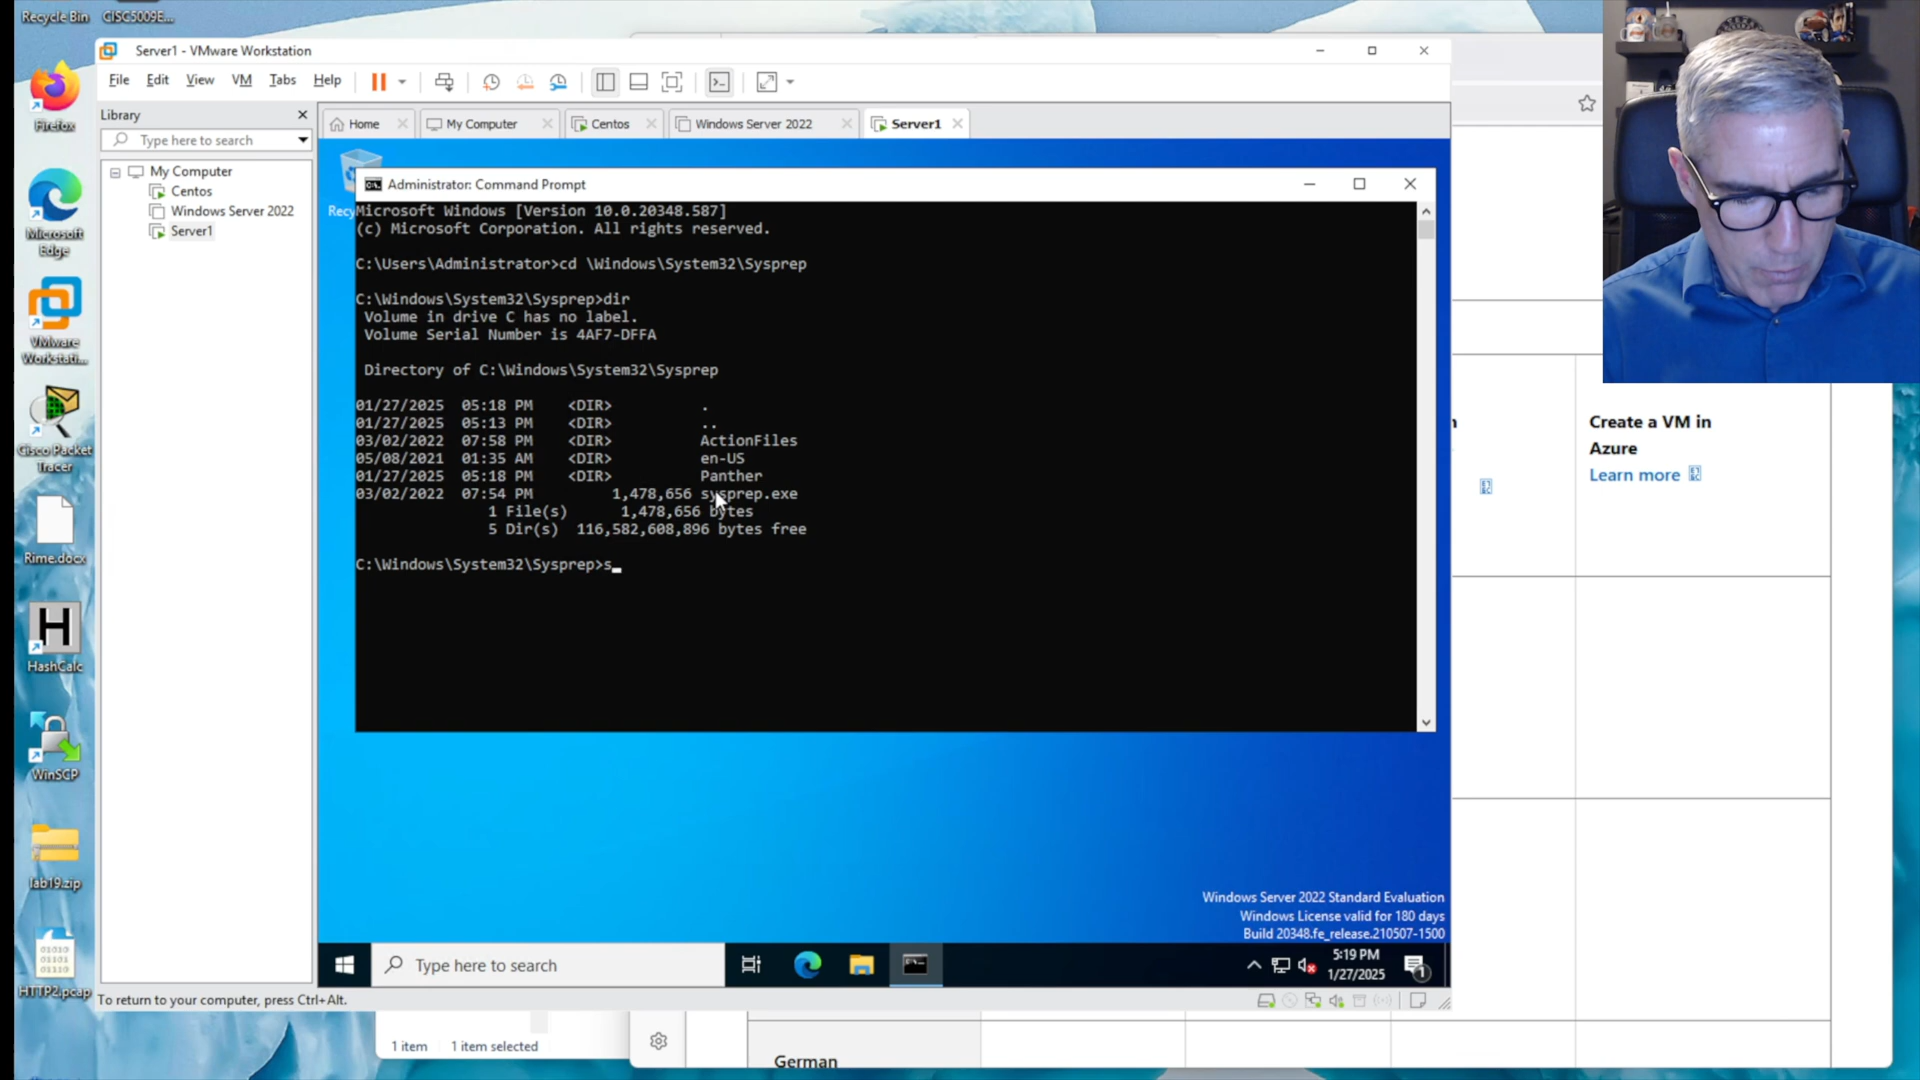 Recycle Bin
CISC5009E...
Firefox
Microsoft
Edge
VMware
Workstati...
Cisco Packet
Tracer
Rime.docx
HashCalc
WinSCP
lab19.zip
HTTP2.pcap
Server1 - VMware Workstation
File Edit View VM Tabs Help
Library
Type here to search
My Computer
Centos
Windows Server 2022
Server1
Home
My Computer
Centos
Windows Server 2022
Server1
Recy
Administrator: Command Prompt
Microsoft Windows [Version 10.0.20348.587]
(c) Microsoft Corporation. All rights reserved.
C:\Users\Administrator>cd \Windows\System32\Sysprep
C:\Windows\System32\Sysprep>dir
Volume in drive C has no label.
Volume Serial Number is 4AF7-DFFA
Directory of C:\Windows\System32\Sysprep
01/27/2025 05:18 PM <DIR> .
01/27/2025 05:13 PM <DIR> ..
03/02/2022 07:58 PM <DIR> ActionFiles
05/08/2021 01:35 AM <DIR> en-US
01/27/2025 05:18 PM <DIR> Panther
03/02/2022 07:54 PM 1,478,656 sysprep.exe
1 File(s) 1,478,656 bytes
5 Dir(s) 116,582,608,896 bytes free
C:\Windows\System32\Sysprep>s_
Windows Server 2022 Standard Evaluation
Windows License valid for 180 days
Build 20348.fe_release.210507-1500
Type here to search
5:19 PM
1/27/2025
1
To return to your computer, press Ctrl+Alt.
1 item 1 item selected
Create a VM in
Azure
Learn more
German